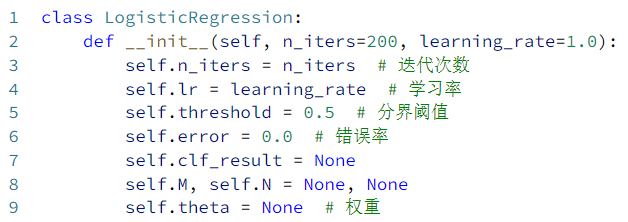 1 class LogisticRegression:
2     def __init__(self, n_iters=200, learning_rate=1.0):
3         self.n_iters = n_iters  # 迭代次数
4         self.lr = learning_rate  # 学习率
5         self.threshold = 0.5  # 分界阈值
6         self.error = 0.0  # 错误率
7         self.clf_result = None
8         self.M, self.N = None, None
9         self.theta = None  # 权重